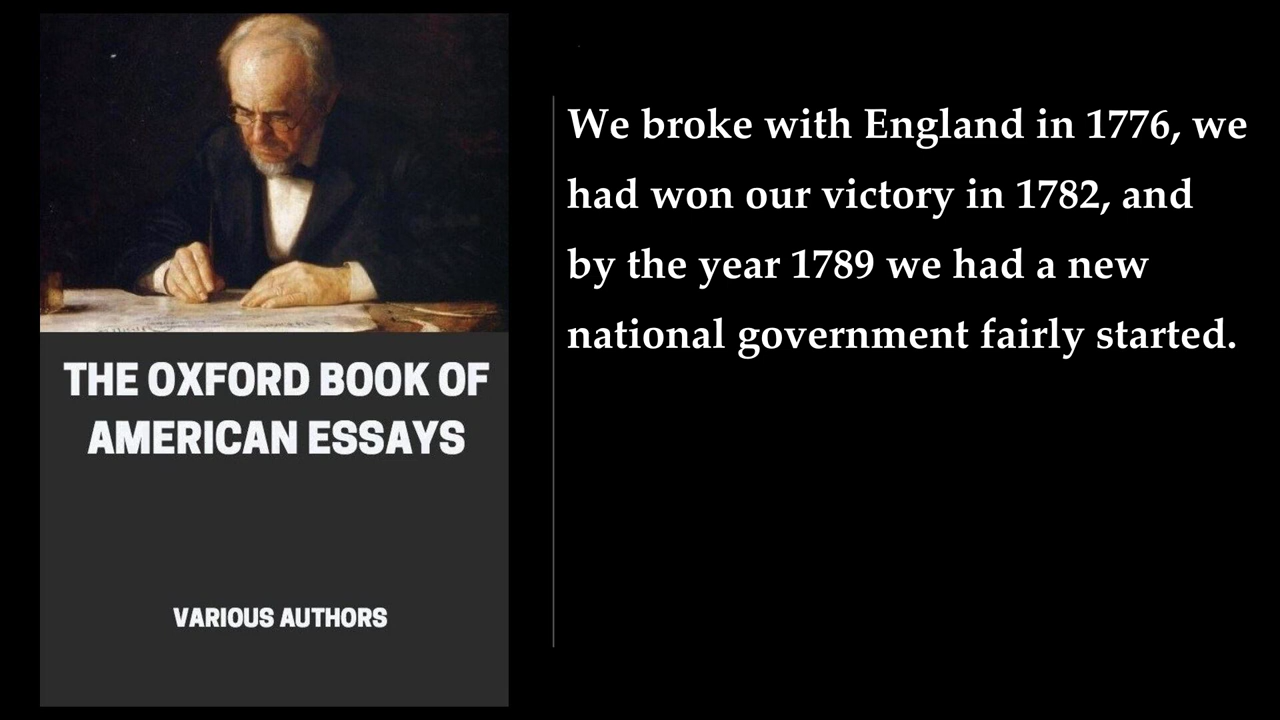 THE OXFORD BOOK OF
AMERICAN ESSAYS
VARIOUS AUTHORS
We broke with England in 1776, we
had won our victory in 1782, and
by the year 1789 we had a new
national government fairly started.